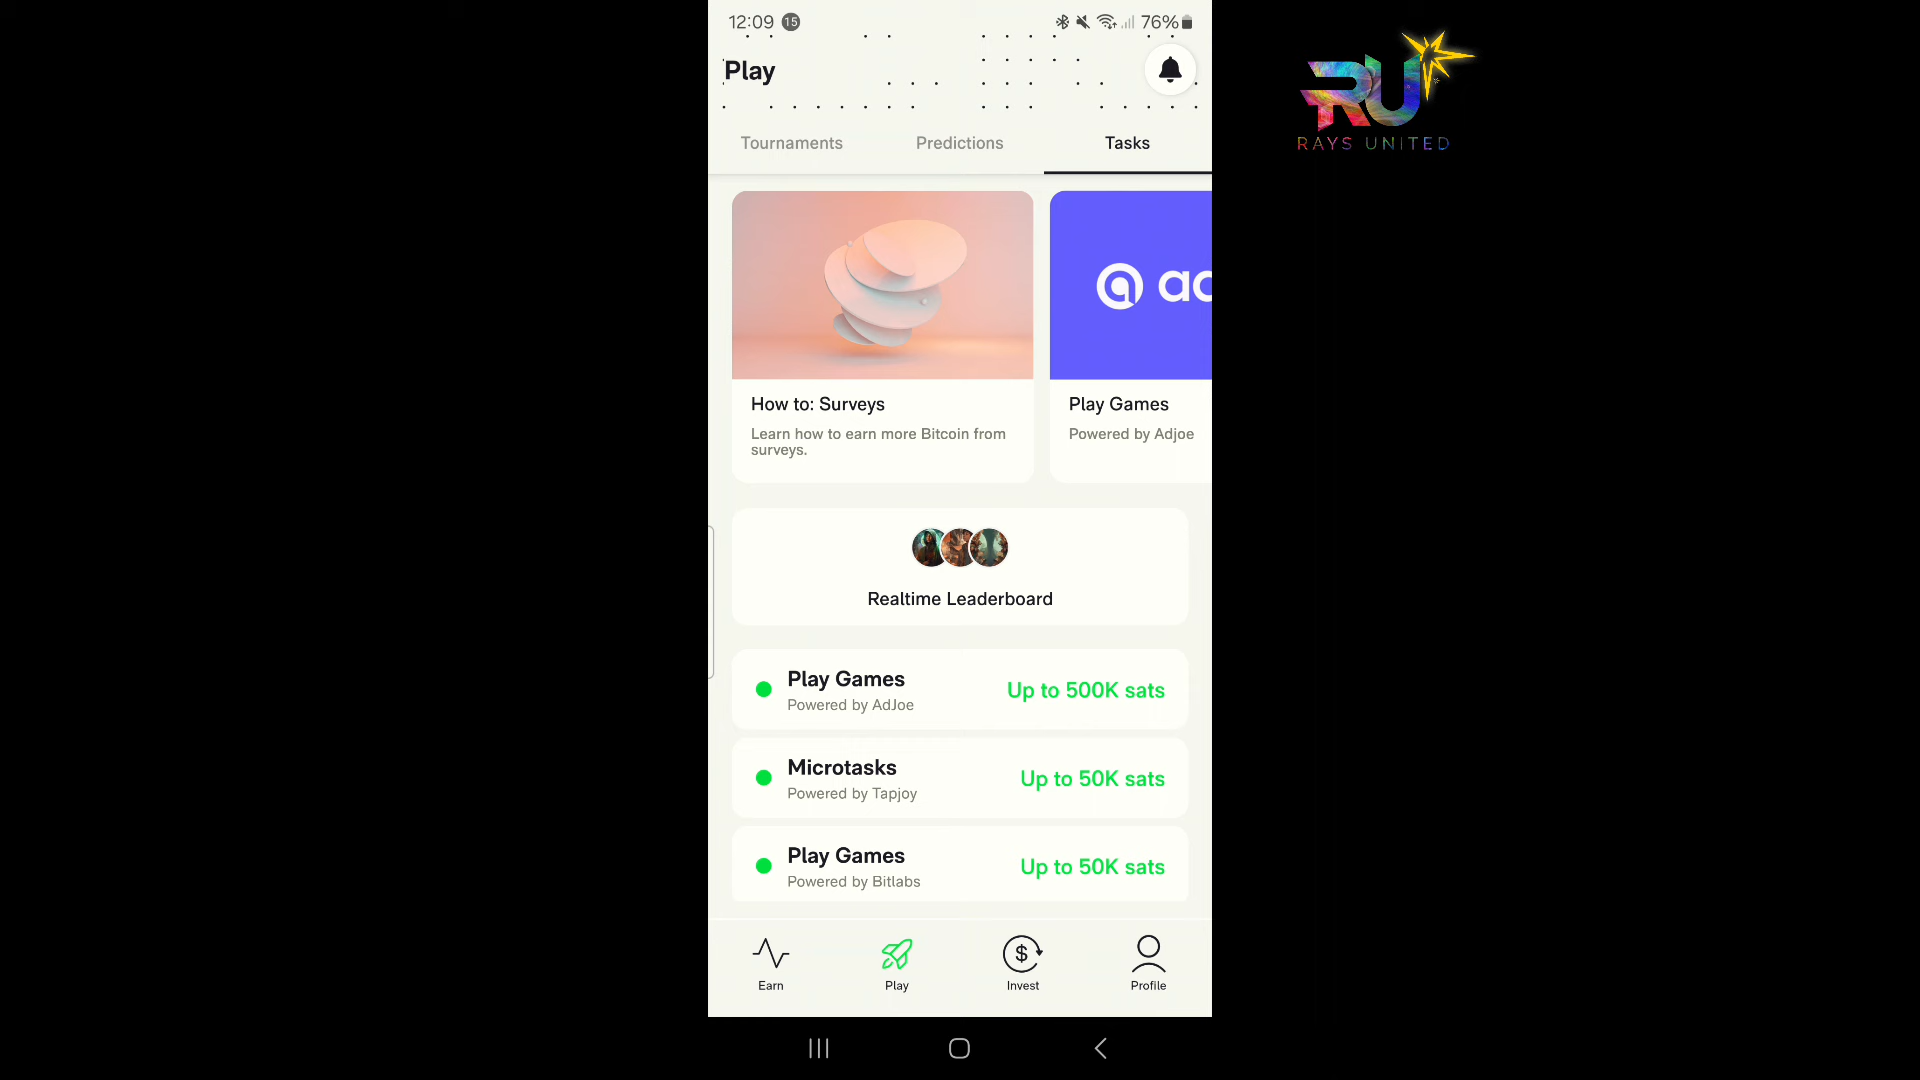 12:09 15 76%
Play
Tournaments Predictions Tasks
RU
RAYS UNITED
ad
How to: Surveys
Learn how to earn more Bitcoin from
surveys.
Play Games
Powered by Adjoe
Realtime Leaderboard
Play Games
Powered by AdJoe
Up to 500K sats
Microtasks
Powered by Tapjoy
Up to 50K sats
Play Games
Powered by Bitlabs
Up to 50K sats
Earn Play Invest Profile